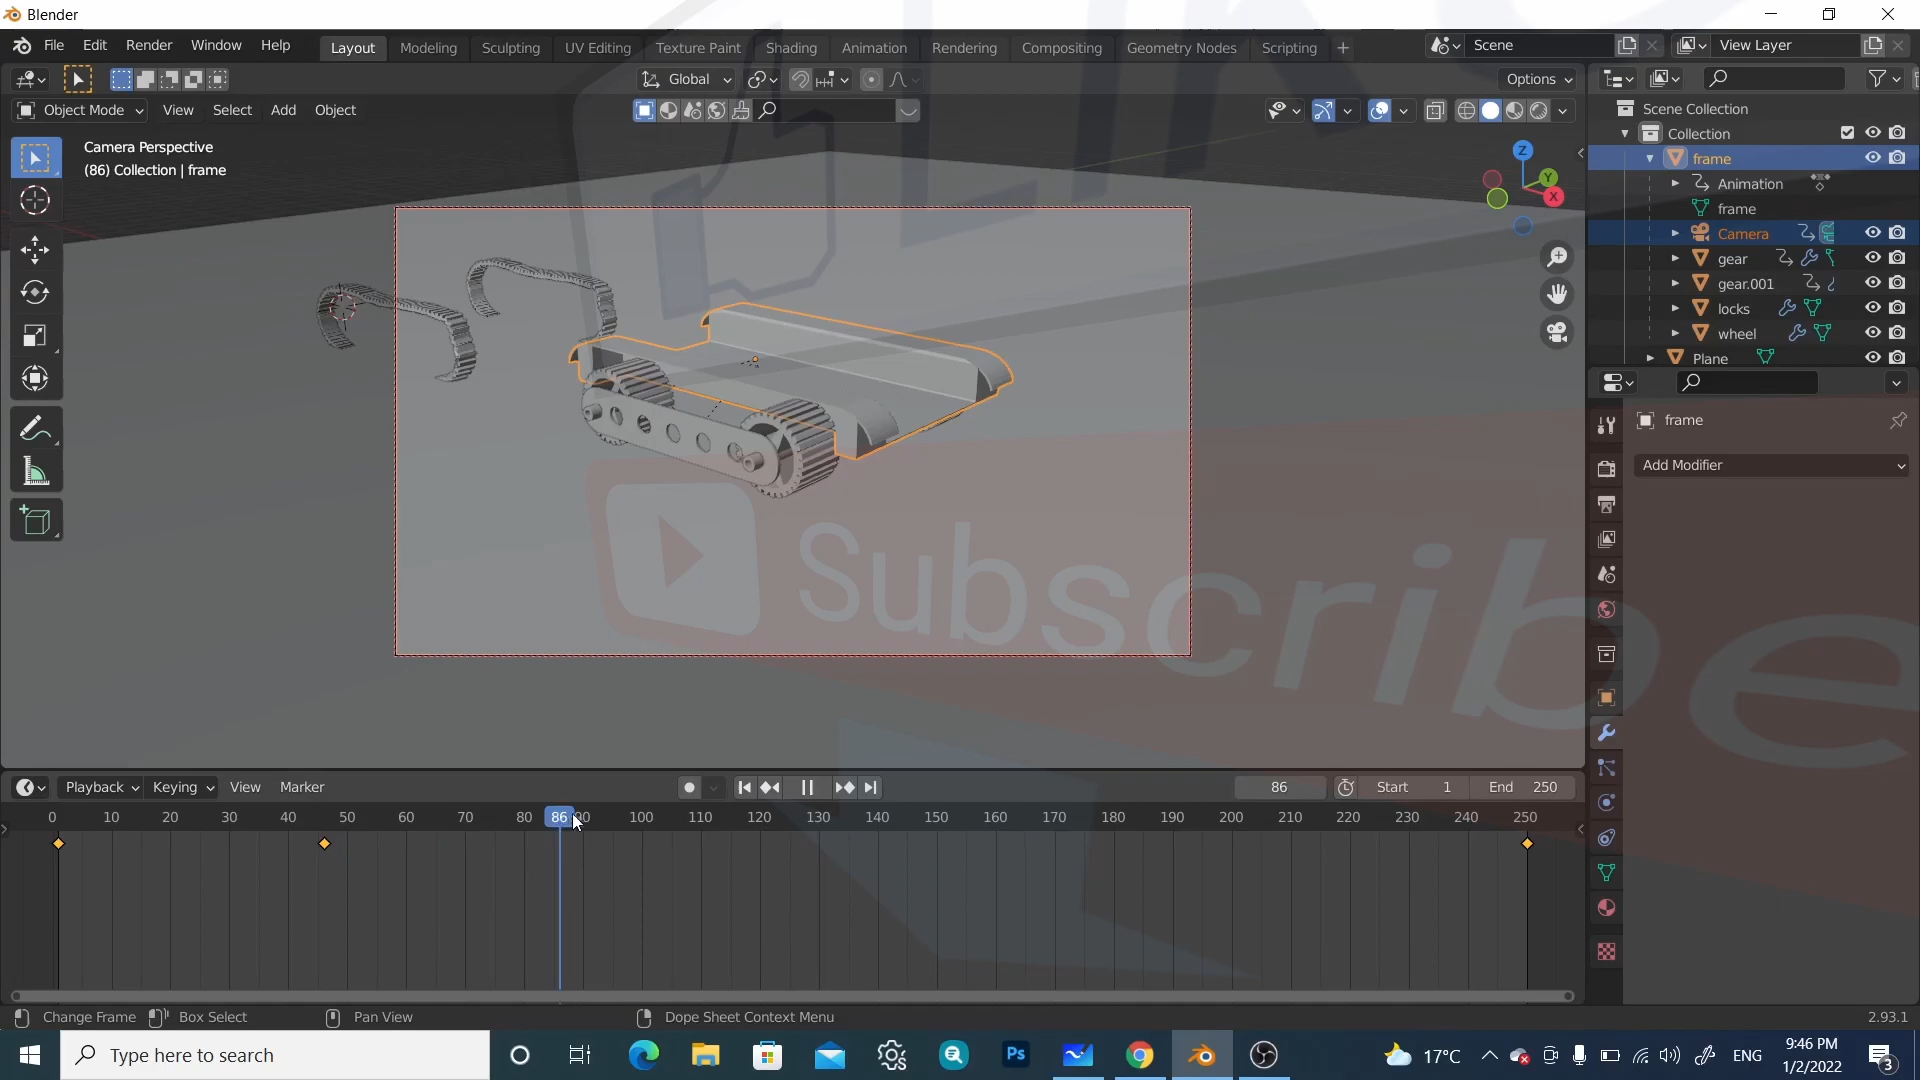 Blender
File Edit Render Window Help Layout Modeling Sculpting UV Editing Texture Paint Shading Animation Rendering Compositing Geometry Nodes Scripting + Scene View Layer
Global Options
Object Mode View Select Add Object
Camera Perspective
(86) Collection | frame
Z
Y
X
Scene Collection
Collection
frame
Animation
frame
Camera
gear
gear.001
locks
wheel
Plane
frame
Add Modifier
Subscribe
Playback Keying View Marker 86 Start 1 End 250
0 10 20 30 40 50 60 70 80 86 90 100 110 120 130 140 150 160 170 180 190 200 210 220 230 240 250
Change Frame Box Select Pan View Dope Sheet Context Menu 2.93.1
Type here to search Ps 17°C ENG 9:46 PM
1/2/2022 3